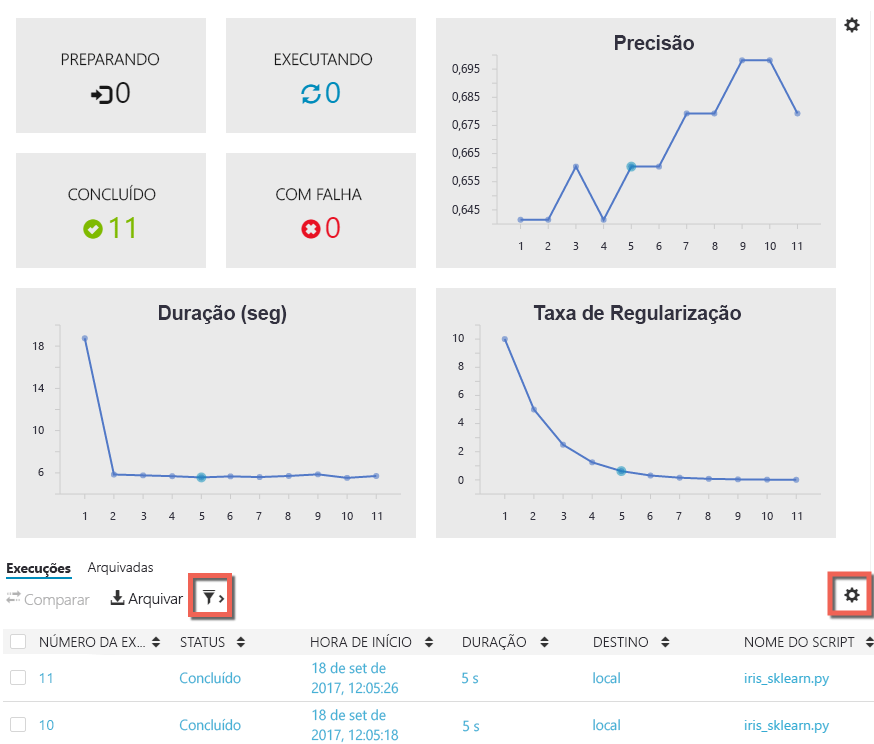 PREPARANDO
0
EXECUTANDO
0
CONCLUÍDO
11
COM FALHA
0
Precisão
0,695
0,685
0,675
0,665
0,655
0,645
1 2 3 4 5 6 7 8 9 10 11
Duração (seg)
18
14
10
6
1 2 3 4 5 6 7 8 9 10 11
Taxa de Regularização
10
8
6
4
2
0
1 2 3 4 5 6 7 8 9 10 11
Execuções Arquivadas
Comparar Arquivar
NÚMERO DA EX... STATUS HORA DE INÍCIO DURAÇÃO DESTINO NOME DO SCRIPT
11 Concluído 18 de set de 2017, 12:05:26 5 s local iris_sklearn.py
10 Concluído 18 de set de 2017, 12:05:18 5 s local iris_sklearn.py